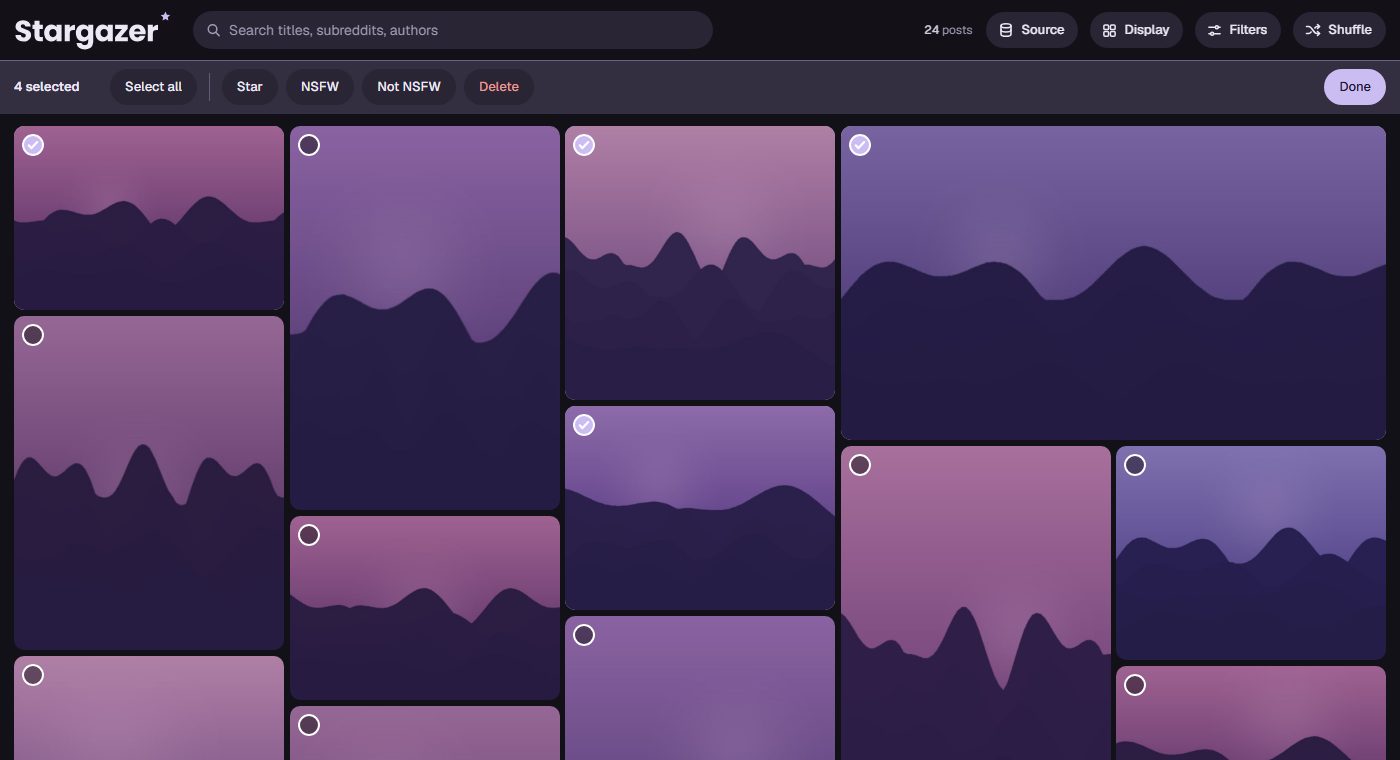 Stargazer
Search titles, subreddits, authors
24 posts
Source
Display
Filters
Shuffle
4 selected
Select all
Star
NSFW
Not NSFW
Delete
Done